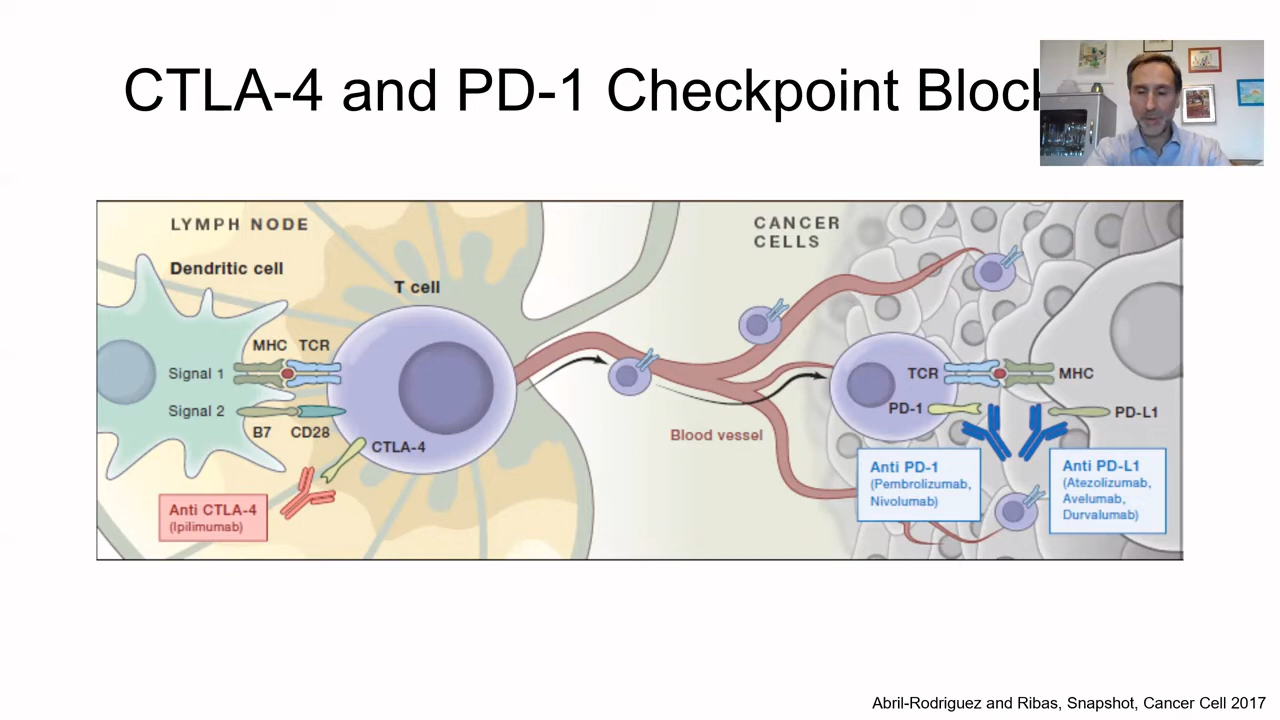 CTLA-4 and PD-1 Checkpoint Block
LYMPH NODE
Dendritic cell
T cell
MHC TCR
Signal 1
Signal 2
B7 CD28
CTLA-4
Anti CTLA-4
(Ipilimumab)
Blood vessel
CANCER
CELLS
TCR
MHC
PD-1
PD-L1
Anti PD-1
(Pembrolizumab,
Nivolumab)
Anti PD-L1
(Atezolizumab,
Avelumab,
Durvalumab)
Abril-Rodriguez and Ribas, Snapshot, Cancer Cell 2017